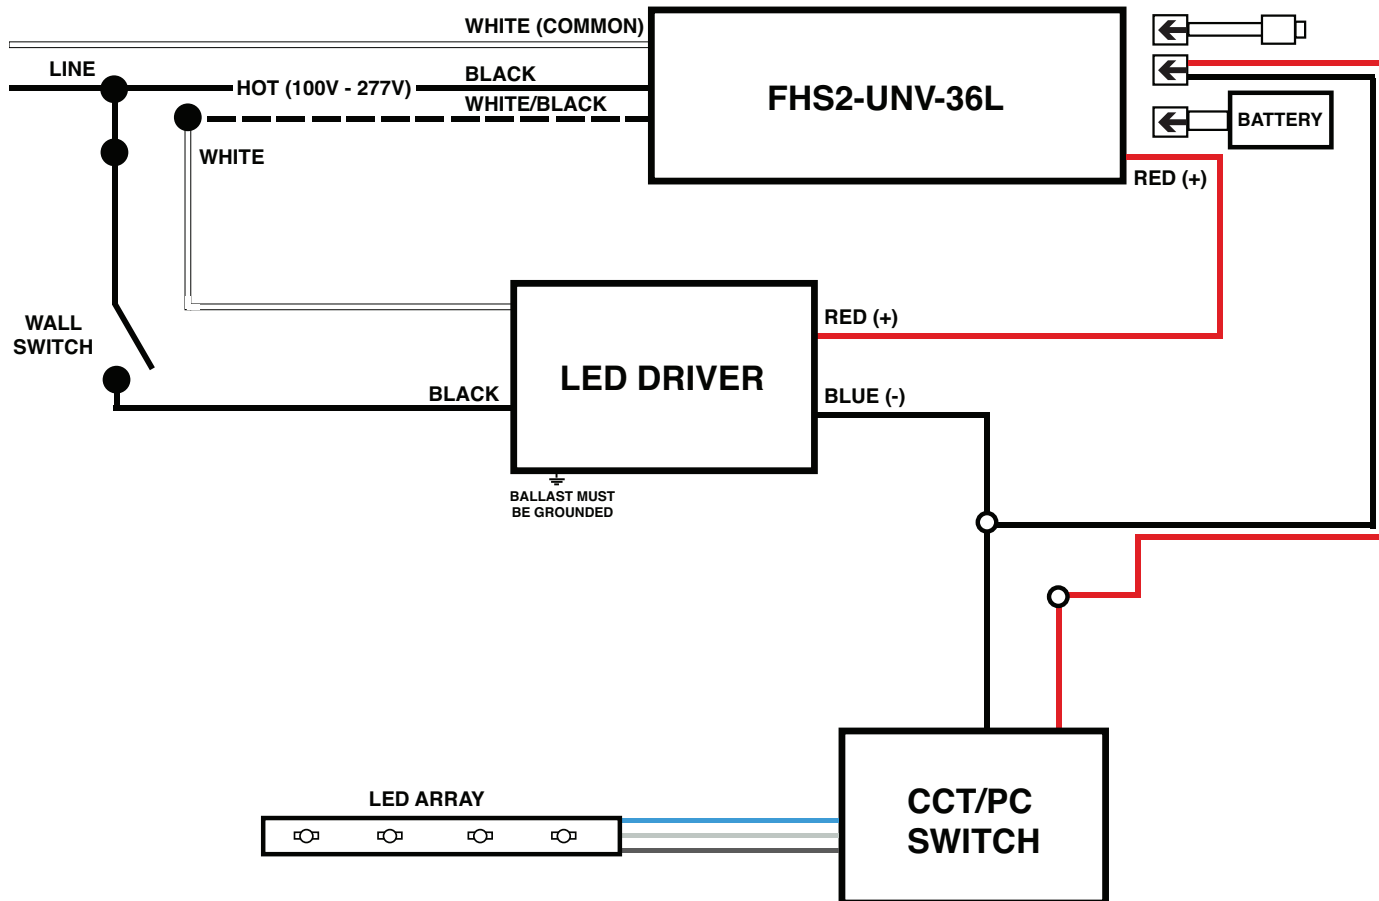 WHITE (COMMON)
LINE
HOT (100V - 277V)
BLACK
WHITE/BLACK
WHITE
FHS2-UNV-36L
BATTERY
RED (+)
WALL
SWITCH
BLACK
LED DRIVER
RED (+)
BLUE (-)
BALLAST MUST
BE GROUNDED
LED ARRAY
CCT/PC
SWITCH